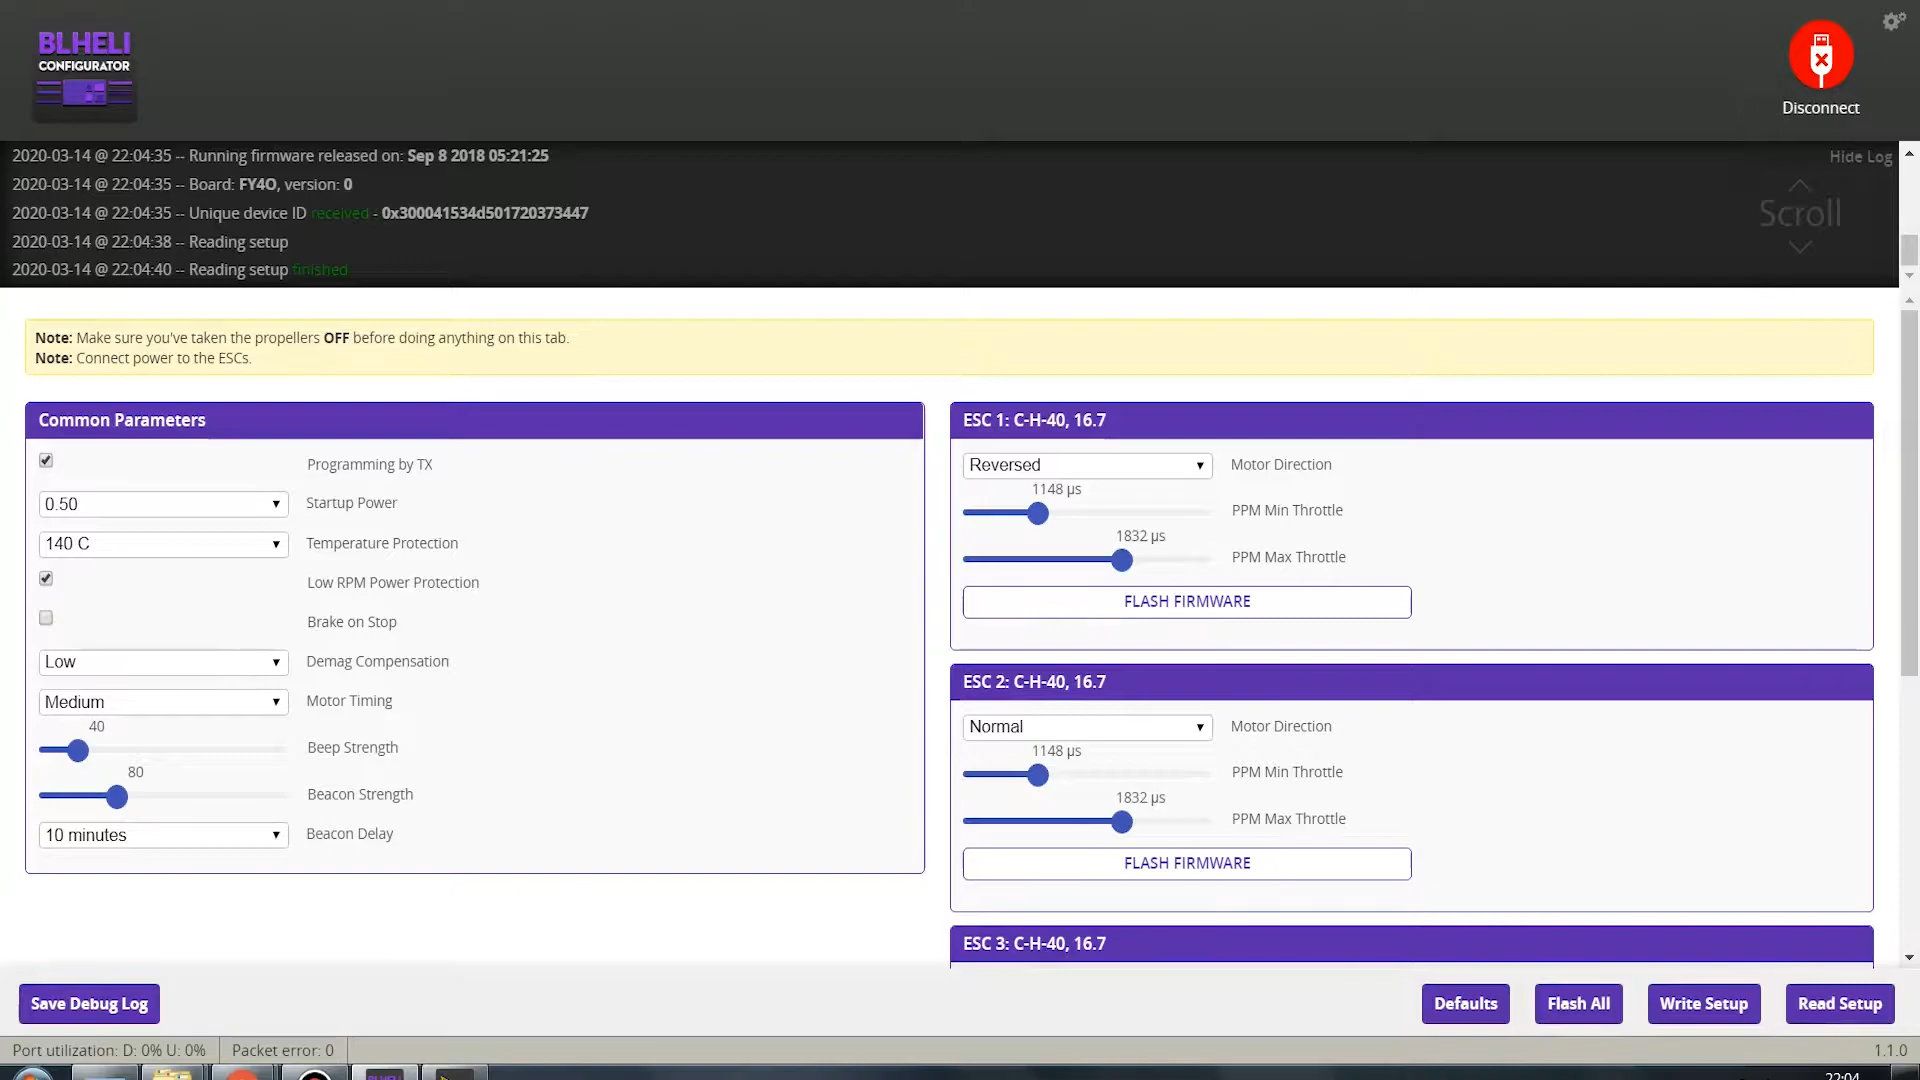 BLHELI
CONFIGURATOR
Disconnect
2020-03-14 @ 22:04:35 -- Running firmware released on: Sep 8 2018 05:21:25
Hide Log
2020-03-14 @ 22:04:35 -- Board: FY4O, version: 0
2020-03-14 @ 22:04:35 -- Unique device ID received - 0x300041534d501720373447
Scroll
2020-03-14 @ 22:04:38 -- Reading setup
2020-03-14 @ 22:04:40 -- Reading setup finished
Note: Make sure you've taken the propellers OFF before doing anything on this tab.
Note: Connect power to the ESCs.
Common Parameters
Programming by TX
0.50 Startup Power
140 C Temperature Protection
Low RPM Power Protection
Brake on Stop
Low Demag Compensation
Medium Motor Timing
40
Beep Strength
80
Beacon Strength
10 minutes Beacon Delay
ESC 1: C-H-40, 16.7
Reversed Motor Direction
1148 µs
PPM Min Throttle
1832 µs
PPM Max Throttle
FLASH FIRMWARE
ESC 2: C-H-40, 16.7
Normal Motor Direction
1148 µs
PPM Min Throttle
1832 µs
PPM Max Throttle
FLASH FIRMWARE
ESC 3: C-H-40, 16.7
Save Debug Log
Defaults
Flash All
Write Setup
Read Setup
Port utilization: D: 0% U: 0%
Packet error: 0
1.1.0
BLHELI
22:04